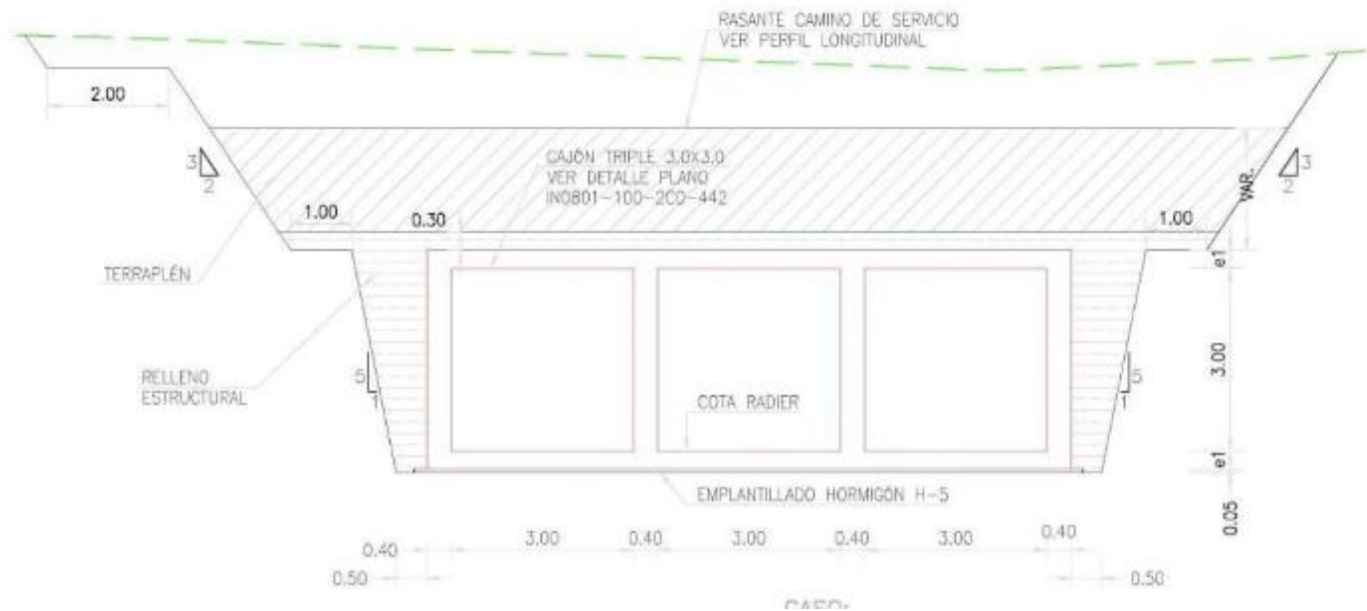 RASANTE CAMINO DE SERVICIO
VER PERFIL LONGITUDINAL
2.00
3
2
CAJÓN TRIPLE 3.0X3.0
VER DETALLE PLANO
IN0801-100-2C0-442
3
2
VAR.
1.00
0.30
1.00
TERRAPLÉN
e1
3.00
RELLENO
ESTRUCTURAL
5
1
5
1
COTA RADIER
e1
EMPLANTILLADO HORMIGÓN H-5
0.05
0.40
3.00
0.40
3.00
0.40
3.00
0.40
0.50
0.50